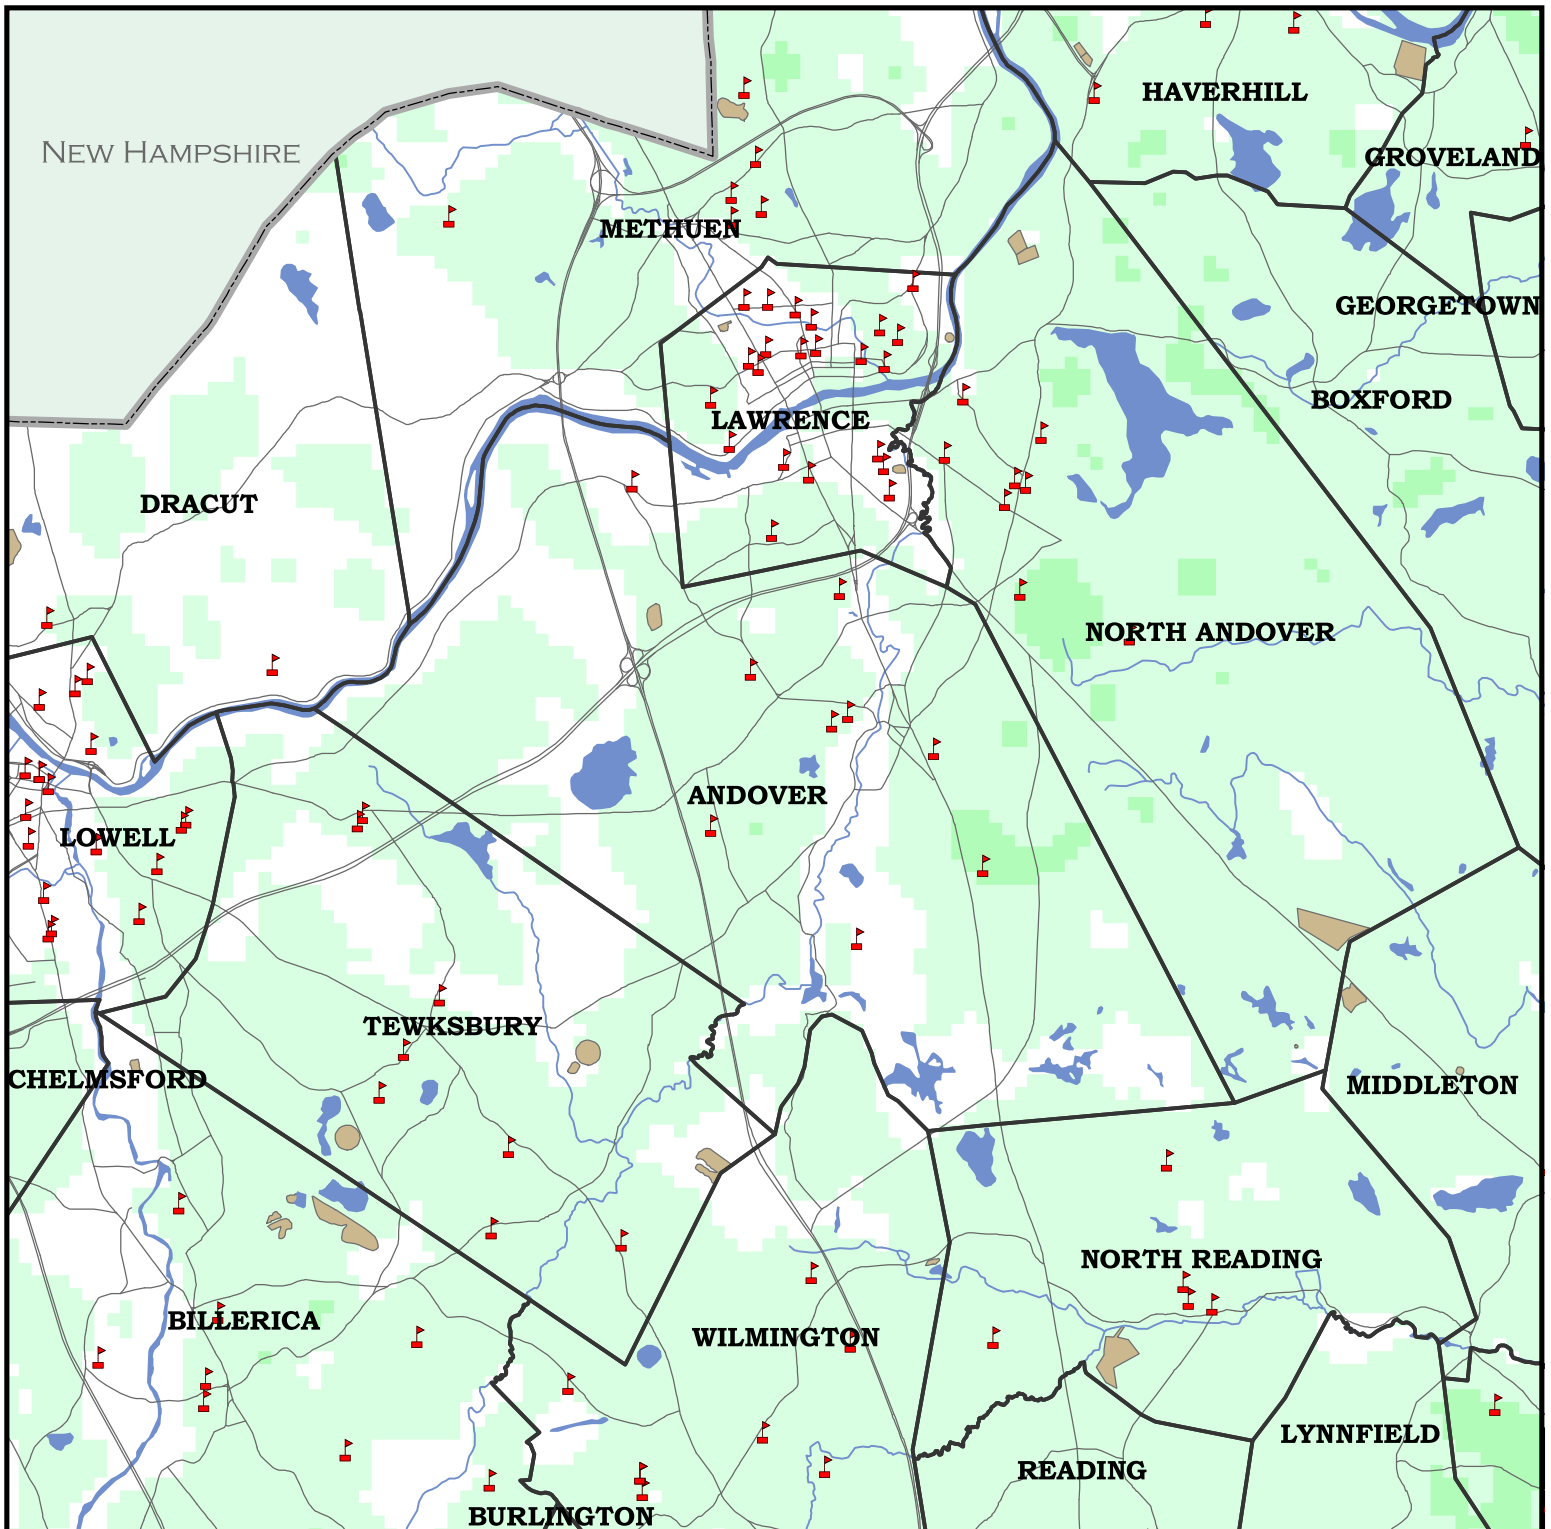 HAVERHILL
NEW HAMPSHIRE
GROVELAND
METHUEN
GEORGETOWN
BOXFORD
LAWRENCE
DRACUT
NORTH ANDOVER
ANDOVER
LOWELL
TEWKSBURY
CHELMSFORD
MIDDLETON
NORTH READING
BILLERICA
WILMINGTON
LYNNFIELD
READING
BURLINGTON